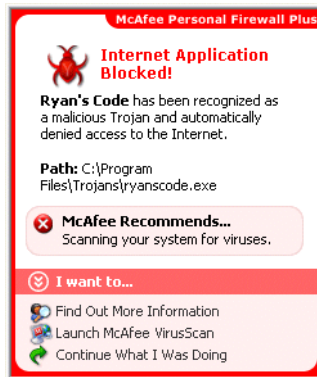 McAfee Personal Firewall Plus
Internet Application
Blocked!
Ryan's Code has been recognized as
a malicious Trojan and automatically
denied access to the Internet.
Path: C:\Program
Files\Trojans\ryanscode.exe
McAfee Recommends...
Scanning your system for viruses.
I want to...
Find Out More Information
Launch McAfee VirusScan
Continue What I Was Doing